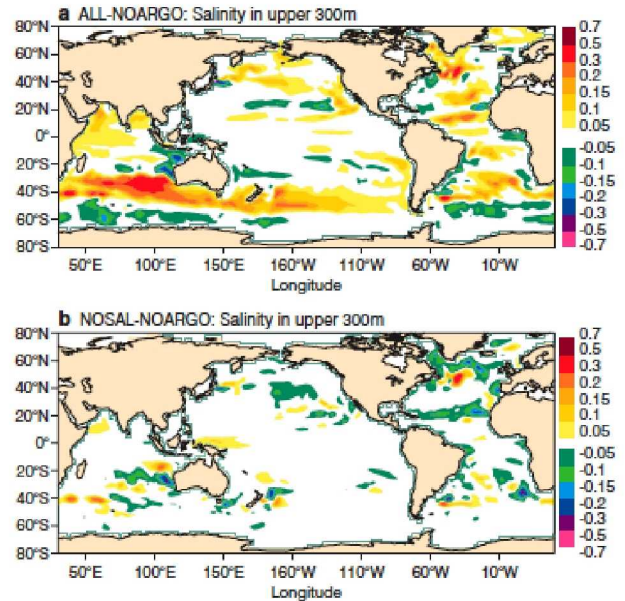 a ALL-NOARGO: Salinity in upper 300m
80°N
60°N
40°N
20°N
0°
20°S
40°S
60°S
80°S
50°E 100°E 150°E 160°W 110°W 60°W 10°W
Longitude
0.7
0.5
0.3
0.2
0.15
0.1
0.05
-0.05
-0.1
-0.15
-0.2
-0.3
-0.5
-0.7
b NOSAL-NOARGO: Salinity in upper 300m
80°N
60°N
40°N
20°N
0°
20°S
40°S
60°S
80°S
50°E 100°E 150°E 160°W 110°W 60°W 10°W
Longitude
0.7
0.5
0.3
0.2
0.15
0.1
0.05
-0.05
-0.1
-0.15
-0.2
-0.3
-0.5
-0.7